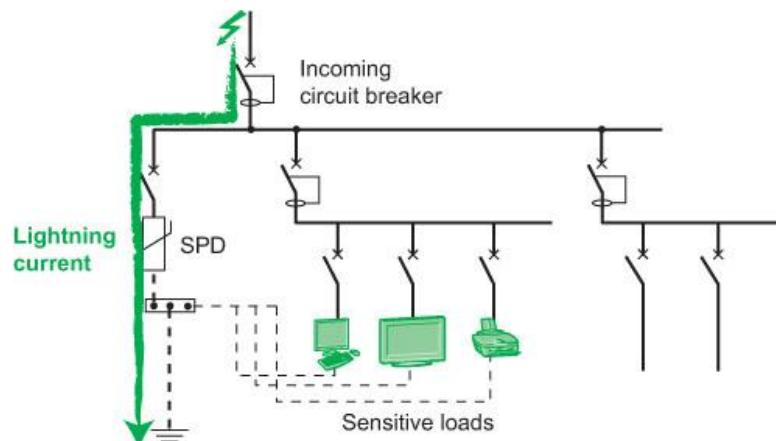 Incoming
circuit breaker
Lightning
current
SPD
Sensitive loads